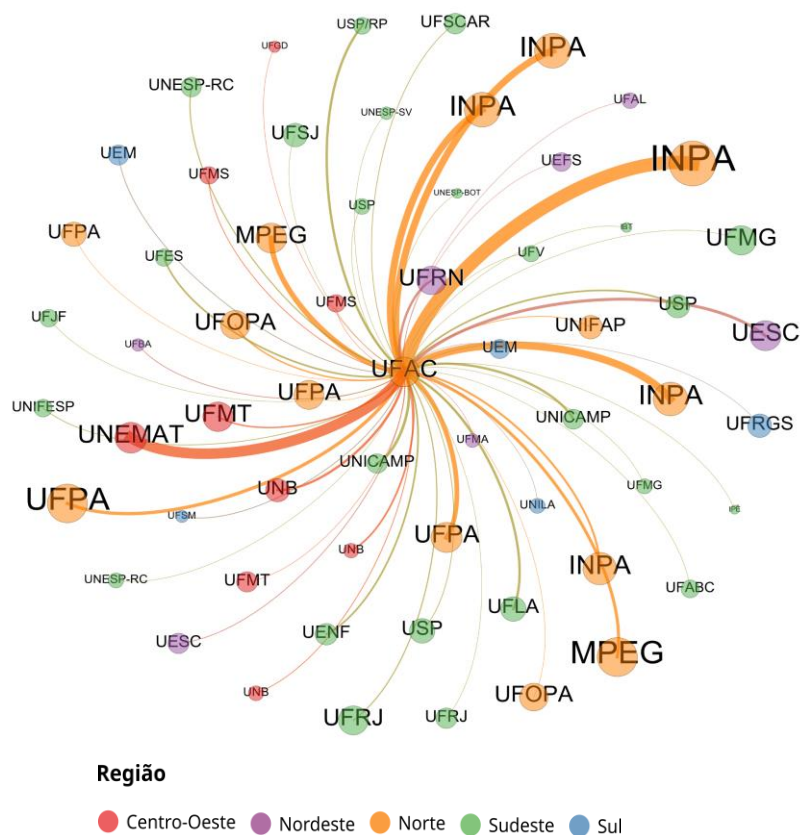 USP/RP
UFSCAR
UFGD
INPA
UNESP-RC
INPA
UFAL
UNESP-SV
UFSJ
UEM
INPA
UEFS
UFMS
UNESP-BOT
USP
UFPA
MPEG
UFMG
UFV
UFES
UFRN
UFMS
USP
UFJF
UFOPA
UNIFAP
UESC
UFBA
UEM
UFAC
UFPA
INPA
UNIFESP
UFMT
UNICAMP
UFRGS
UNEMAT
UFMA
UNICAMP
UFMG
UNB
UFPA
UNILA
UFSM
UFPA
UNB
INPA
UNESP-RC
UFMT
UFABC
UFLA
UESC
UENF
USP
MPEG
UNB
UFOPA
UFRJ
UFRJ
Região
Centro-Oeste Nordeste Norte Sudeste Sul